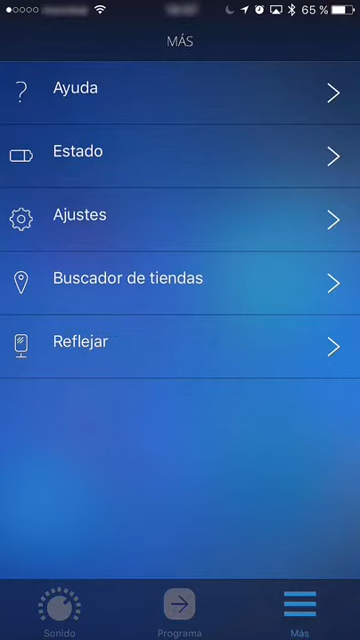 65 %
MÁS
Ayuda
Estado
Ajustes
Buscador de tiendas
Reflejar
Sonido
Programa
Más